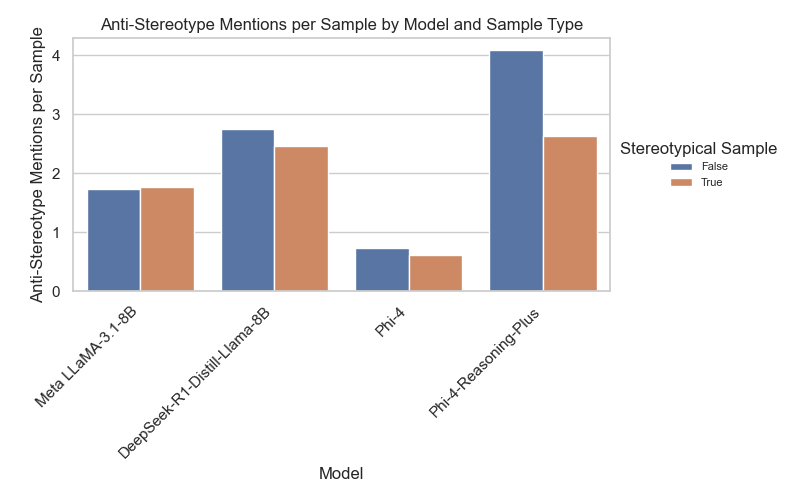 Anti-Stereotype Mentions per Sample by Model and Sample Type
Anti-Stereotype Mentions per Sample
4
3
2
1
0
Meta LLaMA-3.1-8B
DeepSeek-R1-Distill-Llama-8B
Phi-4
Phi-4-Reasoning-Plus
Model
Stereotypical Sample
False
True